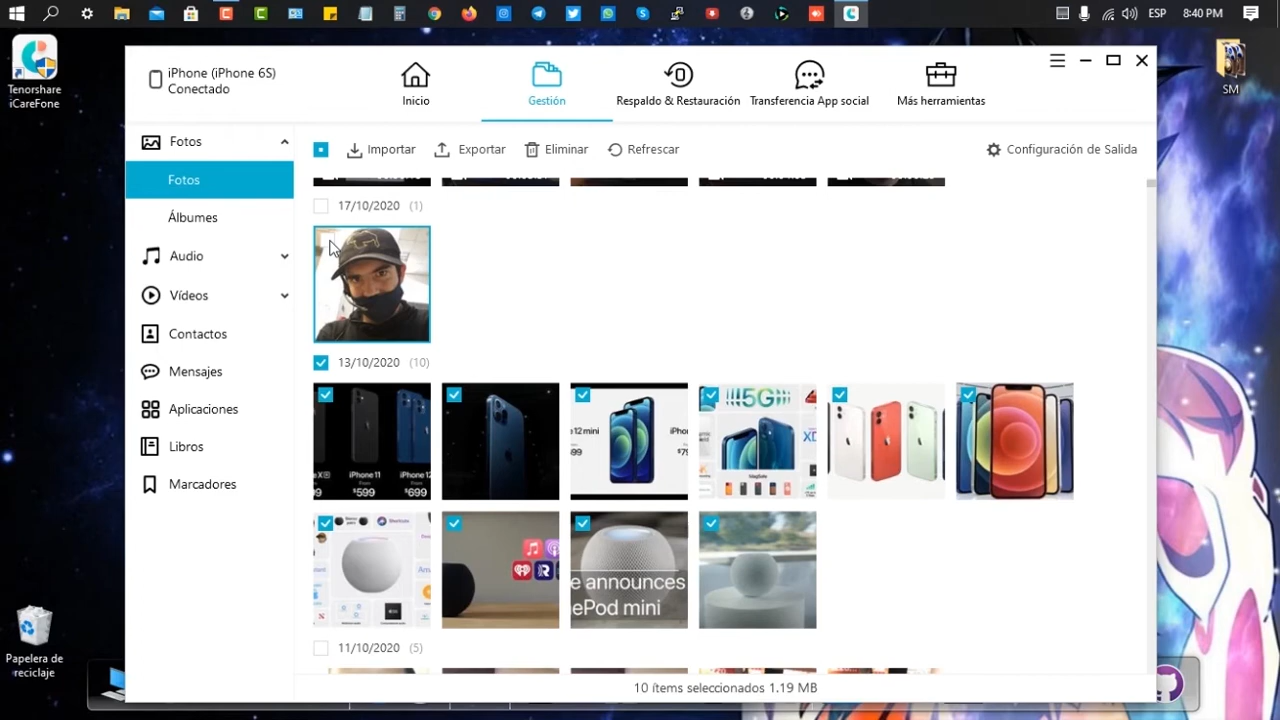 ESP 8:40 PM
Tenorshare
iCareFone
SM
Papelera de
reciclaje
iPhone (iPhone 6S)
Conectado
Inicio
Gestión
Respaldo & Restauración
Transferencia App social
Más herramientas
Fotos
Fotos
Álbumes
Audio
Vídeos
Contactos
Mensajes
Aplicaciones
Libros
Marcadores
Importar
Exportar
Eliminar
Refrescar
Configuración de Salida
17/10/2020 (1)
13/10/2020 (10)
iPhone 11
$599
$699
12 mini
5G
MagSafe
e announces
ePod mini
11/10/2020 (5)
10 ítems seleccionados 1.19 MB